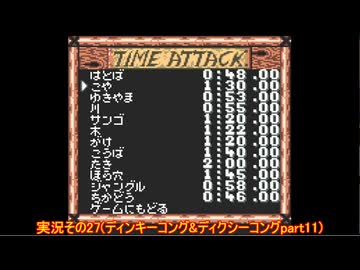 TIME ATTACK
はとば 0:48.00
▶こや 1:30.00
ゆきやま 0:53.00
川 0:55.00
サンゴ 1:20.00
木 1:22.00
がけ 1:20.00
こうば 1:40.00
たき 2:00.00
ほら穴 1:45.00
ジャングル 0:58.00
ちかどう 0:46.00
ゲームにもどる
実況その27(ディンキーコング&ディクシーコングpart11)